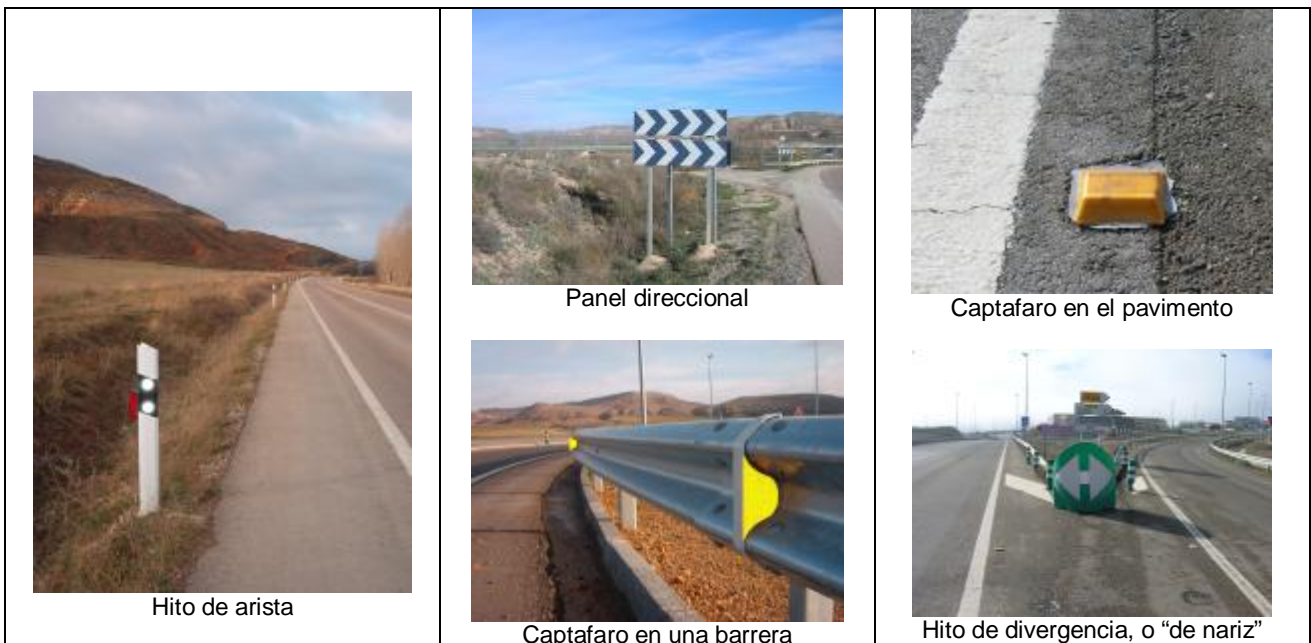 Hito de arista
Panel direccional
Captafaro en una barrera
Captafaro en el pavimento
Hito de divergencia, o “de nariz”